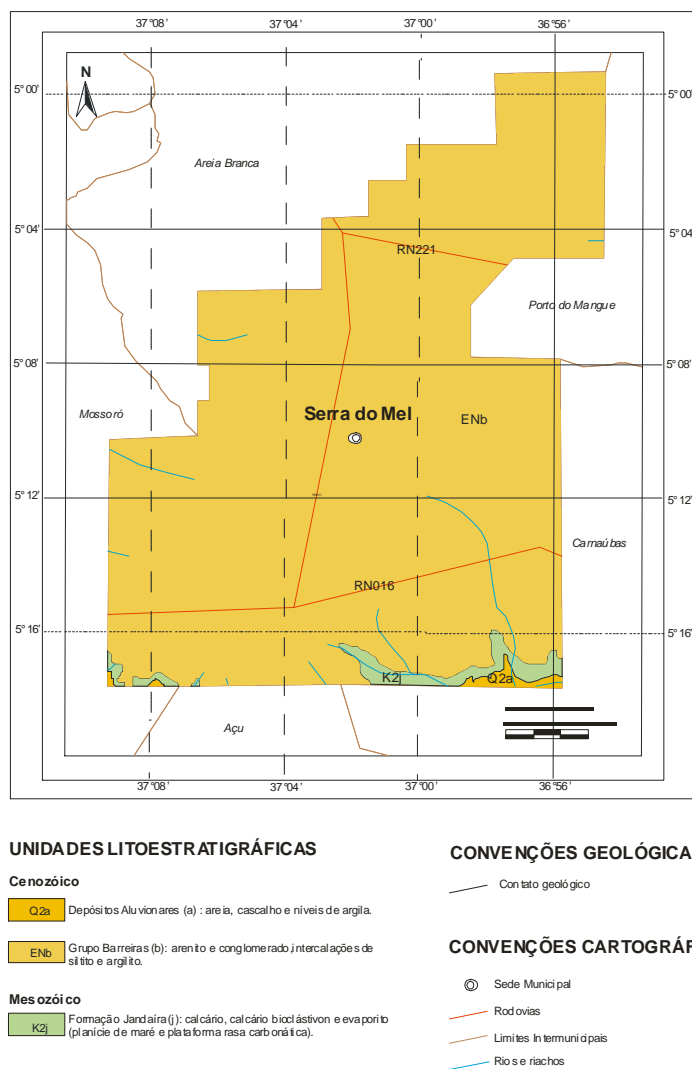 37°08' 37°04' 37°00' 36°56'
N
5°00' 5°00'
Areia Branca
5°04' 5°04'
RN221
Porto do Mangue
5°08' 5°08'
Mossoró
Serra do Mel
ENb
5°12' 5°12'
Carnaúbas
RN016
5°16' 5°16'
K2j
Q2a
Açu
37°08' 37°04' 37°00' 36°56'
UNIDADES LITOESTRATIGRÁFICAS
Cenozóico
Q2a Depósitos Aluvionares (a) : areia, cascalho e níveis de argila.
ENb Grupo Barreiras (b): arenito e conglomerado, intercalações de
siltito e argilito.
Mesozóico
K2j Formação Jandaíra (j): calcário, calcário bioclástivon e evaporito
(planície de maré e plataforma rasa carbonática).
CONVENÇÕES GEOLÓGICA
Contato geológico
CONVENÇÕES CARTOGRÁF
Sede Municipal
Rodovias
Limites Intermunicipais
Rios e riachos